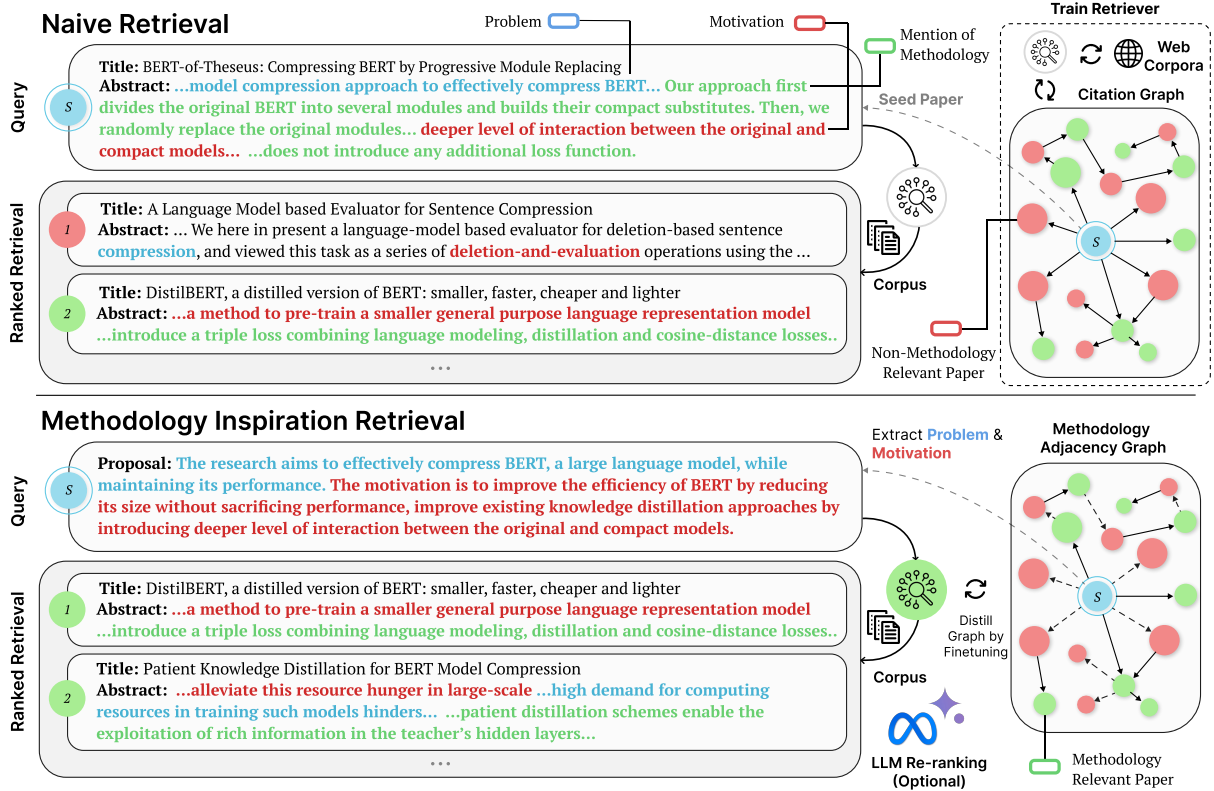 Naive Retrieval
Problem
Motivation
Mention of
Methodology
Train Retriever
Web
Corpora
Citation Graph
Query
S
Title: BERT-of-Theseus: Compressing BERT by Progressive Module Replacing
Abstract: ...model compression approach to effectively compress BERT... Our approach first
divides the original BERT into several modules and builds their compact substitutes. Then, we
randomly replace the original modules... deeper level of interaction between the original and
compact models... ...does not introduce any additional loss function.
Seed Paper
S
Ranked Retrieval
1
Title: A Language Model based Evaluator for Sentence Compression
Abstract: ... We here in present a language-model based evaluator for deletion-based sentence
compression, and viewed this task as a series of deletion-and-evaluation operations using the ...
2
Title: DistilBERT, a distilled version of BERT: smaller, faster, cheaper and lighter
Abstract: ...a method to pre-train a smaller general purpose language representation model
...introduce a triple loss combining language modeling, distillation and cosine-distance losses..
...
Corpus
Non-Methodology
Relevant Paper
Methodology Inspiration Retrieval
Query
S
Proposal: The research aims to effectively compress BERT, a large language model, while
maintaining its performance. The motivation is to improve the efficiency of BERT by reducing
its size without sacrificing performance, improve existing knowledge distillation approaches by
introducing deeper level of interaction between the original and compact models.
Extract Problem &
Motivation
Methodology
Adjacency Graph
S
Ranked Retrieval
1
Title: DistilBERT, a distilled version of BERT: smaller, faster, cheaper and lighter
Abstract: ...a method to pre-train a smaller general purpose language representation model
...introduce a triple loss combining language modeling, distillation and cosine-distance losses..
2
Title: Patient Knowledge Distillation for BERT Model Compression
Abstract: ...alleviate this resource hunger in large-scale ...high demand for computing
resources in training such models hinders... ...patient distillation schemes enable the
exploitation of rich information in the teacher's hidden layers...
...
Distill
Graph by
Finetuning
Corpus
LLM Re-ranking
(Optional)
Methodology
Relevant Paper